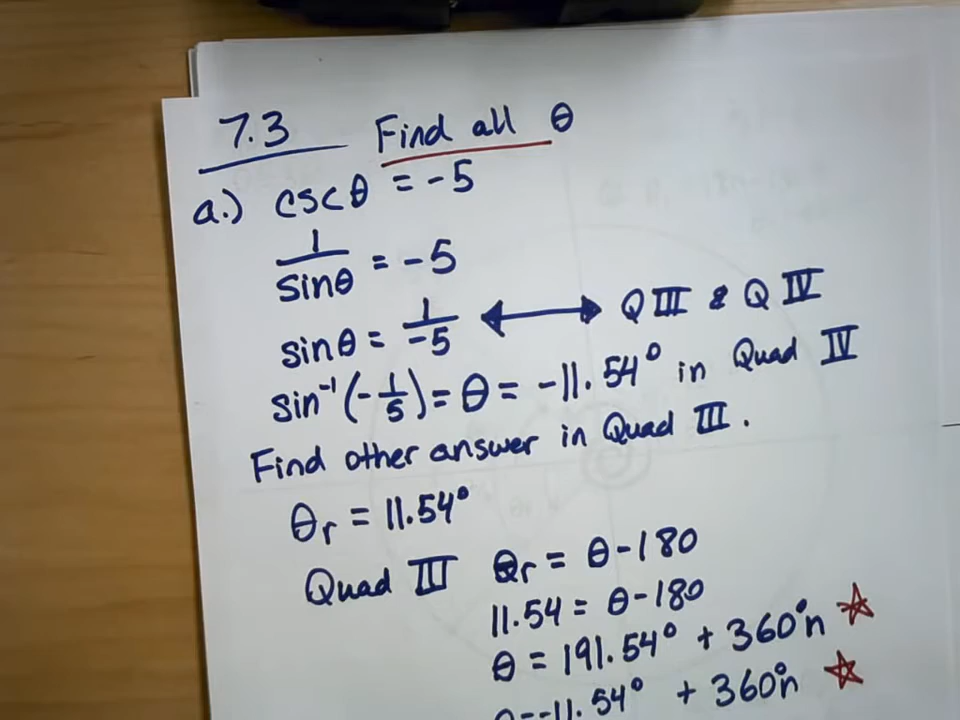 7.3 Find all θ
a.) cscθ = -5
1/sinθ = -5
sinθ = 1/-5 ↔ Q III & Q IV
sin⁻¹(-1/5) = θ = -11.54° in Quad IV
Find other answer in Quad III.
θr = 11.54°
Quad III θr = θ-180
11.54 = θ-180
θ = 191.54° + 360°n ☆
θ=-11.54° + 360°n ☆